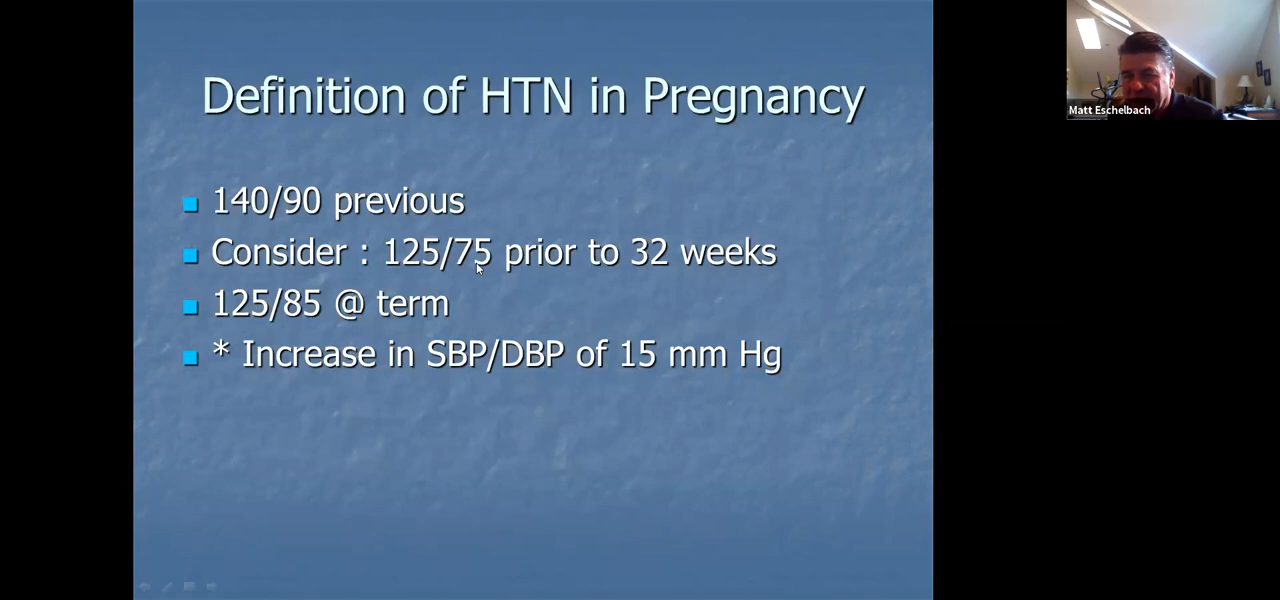 Definition of HTN in Pregnancy
140/90 previous
Consider : 125/75 prior to 32 weeks
125/85 @ term
* Increase in SBP/DBP of 15 mm Hg
Matt Eschelbach